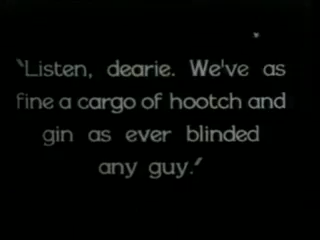 "Listen, dearie. We've as
fine a cargo of hootch and
gin as ever blinded
any guy."